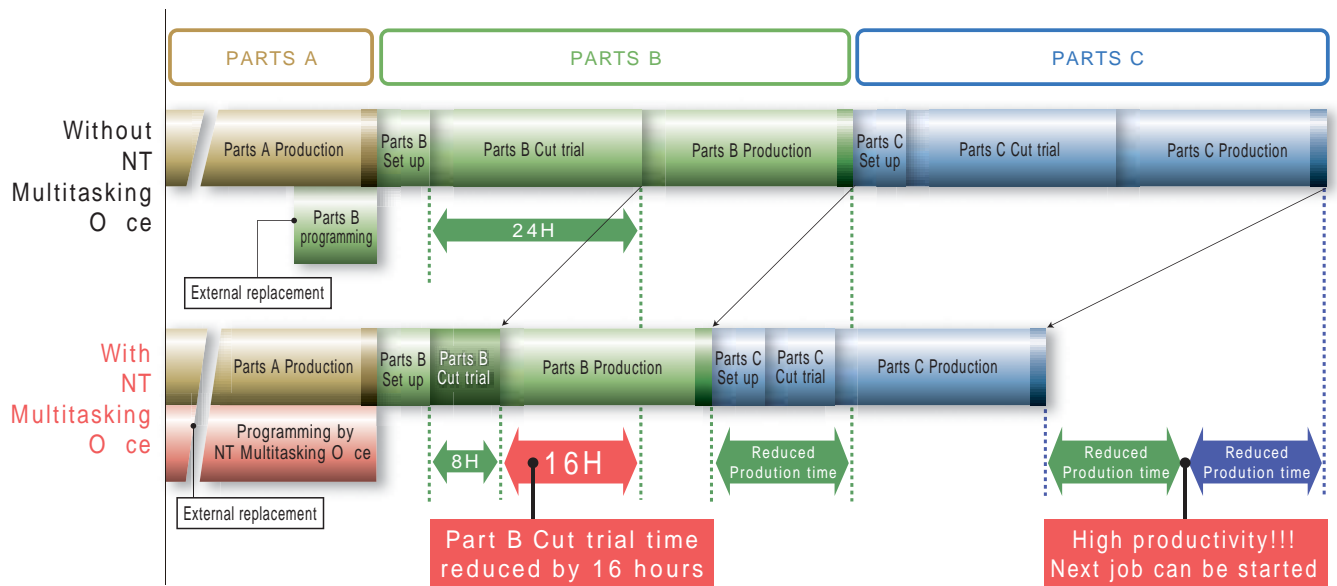 PARTS A
PARTS B
PARTS C
Without
NT
Multitasking
O ce
Parts A Production
Parts B
Set up
Parts B Cut trial
Parts B Production
Parts C
Set up
Parts C Cut trial
Parts C Production
Parts B
programming
24H
External replacement
With
NT
Multitasking
O ce
Parts A Production
Parts B
Set up
Parts B
Cut trial
Parts B Production
Parts C
Set up
Parts C
Cut trial
Parts C Production
Programming by
NT Multitasking O ce
8H
16H
Reduced
Prodution time
Reduced
Prodution time
Reduced
Prodution time
External replacement
Part B Cut trial time
reduced by 16 hours
High productivity!!!
Next job can be started